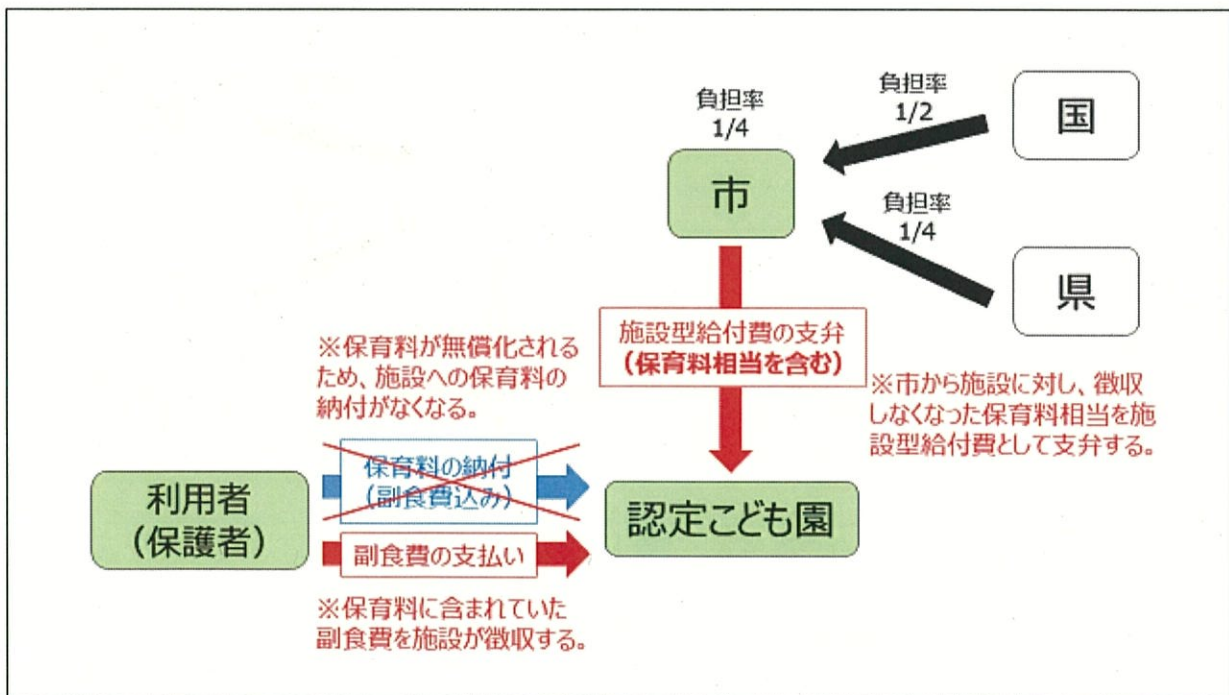 負担率
1/4
負担率
1/2
国
市
負担率
1/4
県
施設型給付費の支弁
(保育料相当を含む)
※保育料が無償化される
ため、施設への保育料の
納付がなくなる。
※市から施設に対し、徴収
しなくなった保育料相当を施
設型給付費として支弁する。
保育料の納付
(副食費込み)
利用者
(保護者)
認定こども園
副食費の支払い
※保育料に含まれていた
副食費を施設が徴収する。